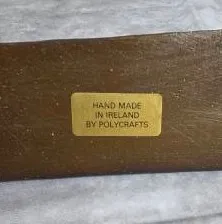 HAND MADE
IN IRELAND
BY POLYCRAFTS